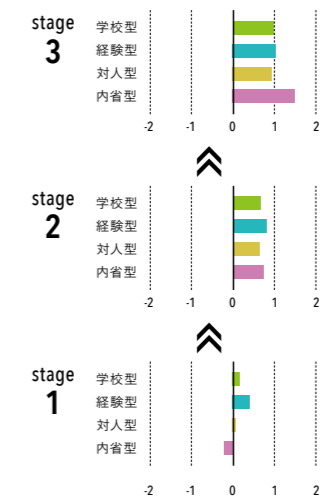 stage
3
学校型
経験型
対人型
内省型
-2 -1 0 1 2
stage
2
学校型
経験型
対人型
内省型
-2 -1 0 1 2
stage
1
学校型
経験型
対人型
内省型
-2 -1 0 1 2